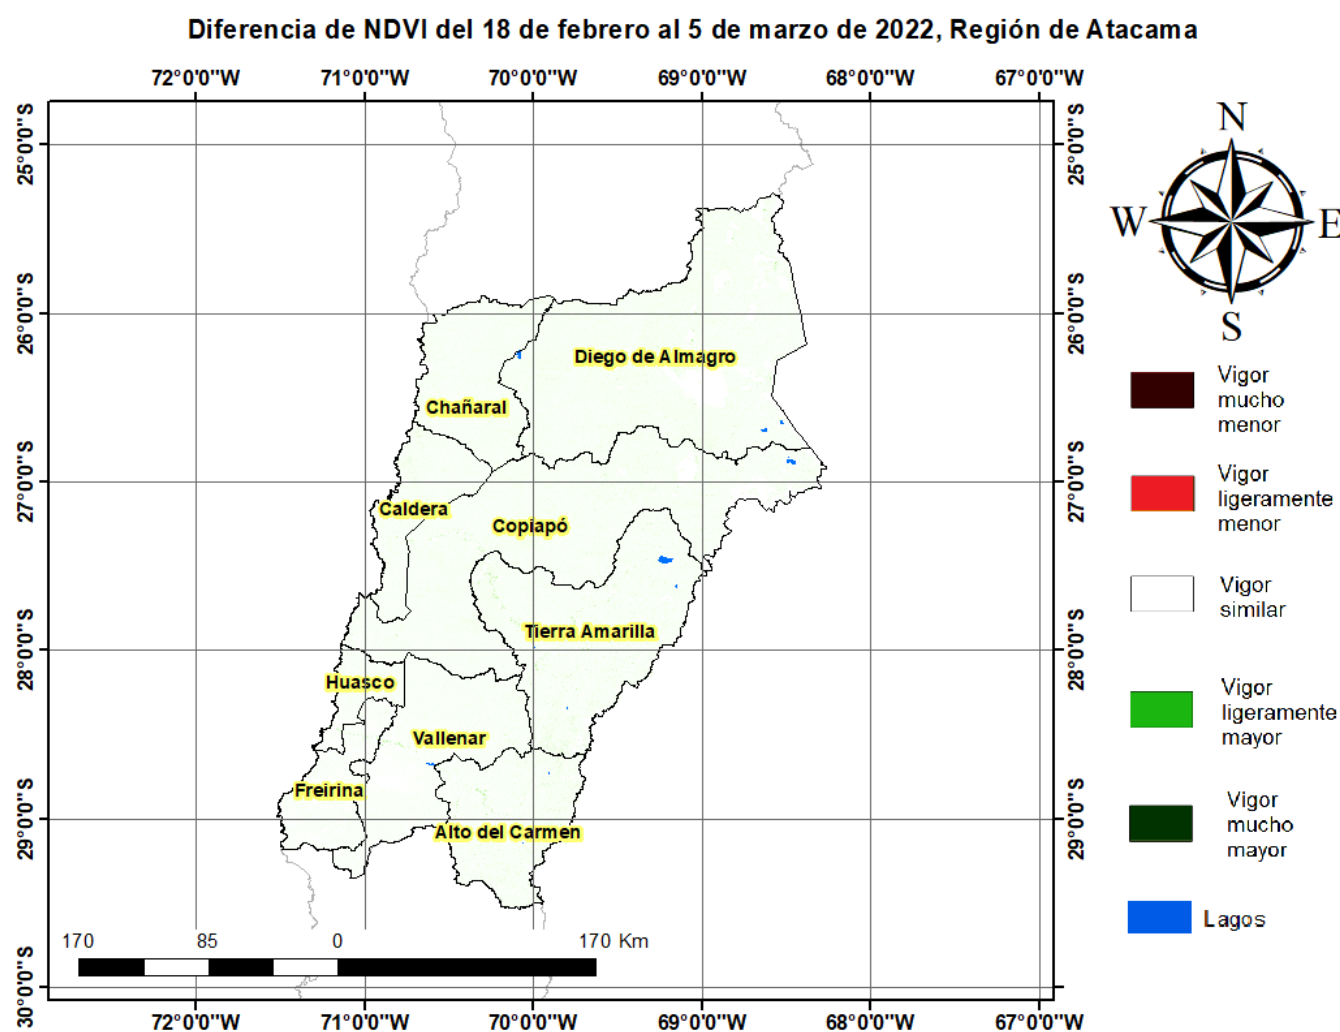 Diferencia de NDVI del 18 de febrero al 5 de marzo de 2022, Región de Atacama
72°0'0"W 71°0'0"W 70°0'0"W 69°0'0"W 68°0'0"W 67°0'0"W
25°0'0"S 25°0'0"S
26°0'0"S 26°0'0"S
27°0'0"S 27°0'0"S
28°0'0"S 28°0'0"S
29°0'0"S 29°0'0"S
30°0'0"S 30°0'0"S
Diego de Almagro
Chañaral
Caldera
Copiapó
Tierra Amarilla
Huasco
Vallenar
Freirina
Alto del Carmen
170 85 0 170 Km
72°0'0"W 71°0'0"W 70°0'0"W 69°0'0"W 68°0'0"W 67°0'0"W
N
W E
S
Vigor
mucho
menor
Vigor
ligeramente
menor
Vigor
similar
Vigor
ligeramente
mayor
Vigor
mucho
mayor
Lagos